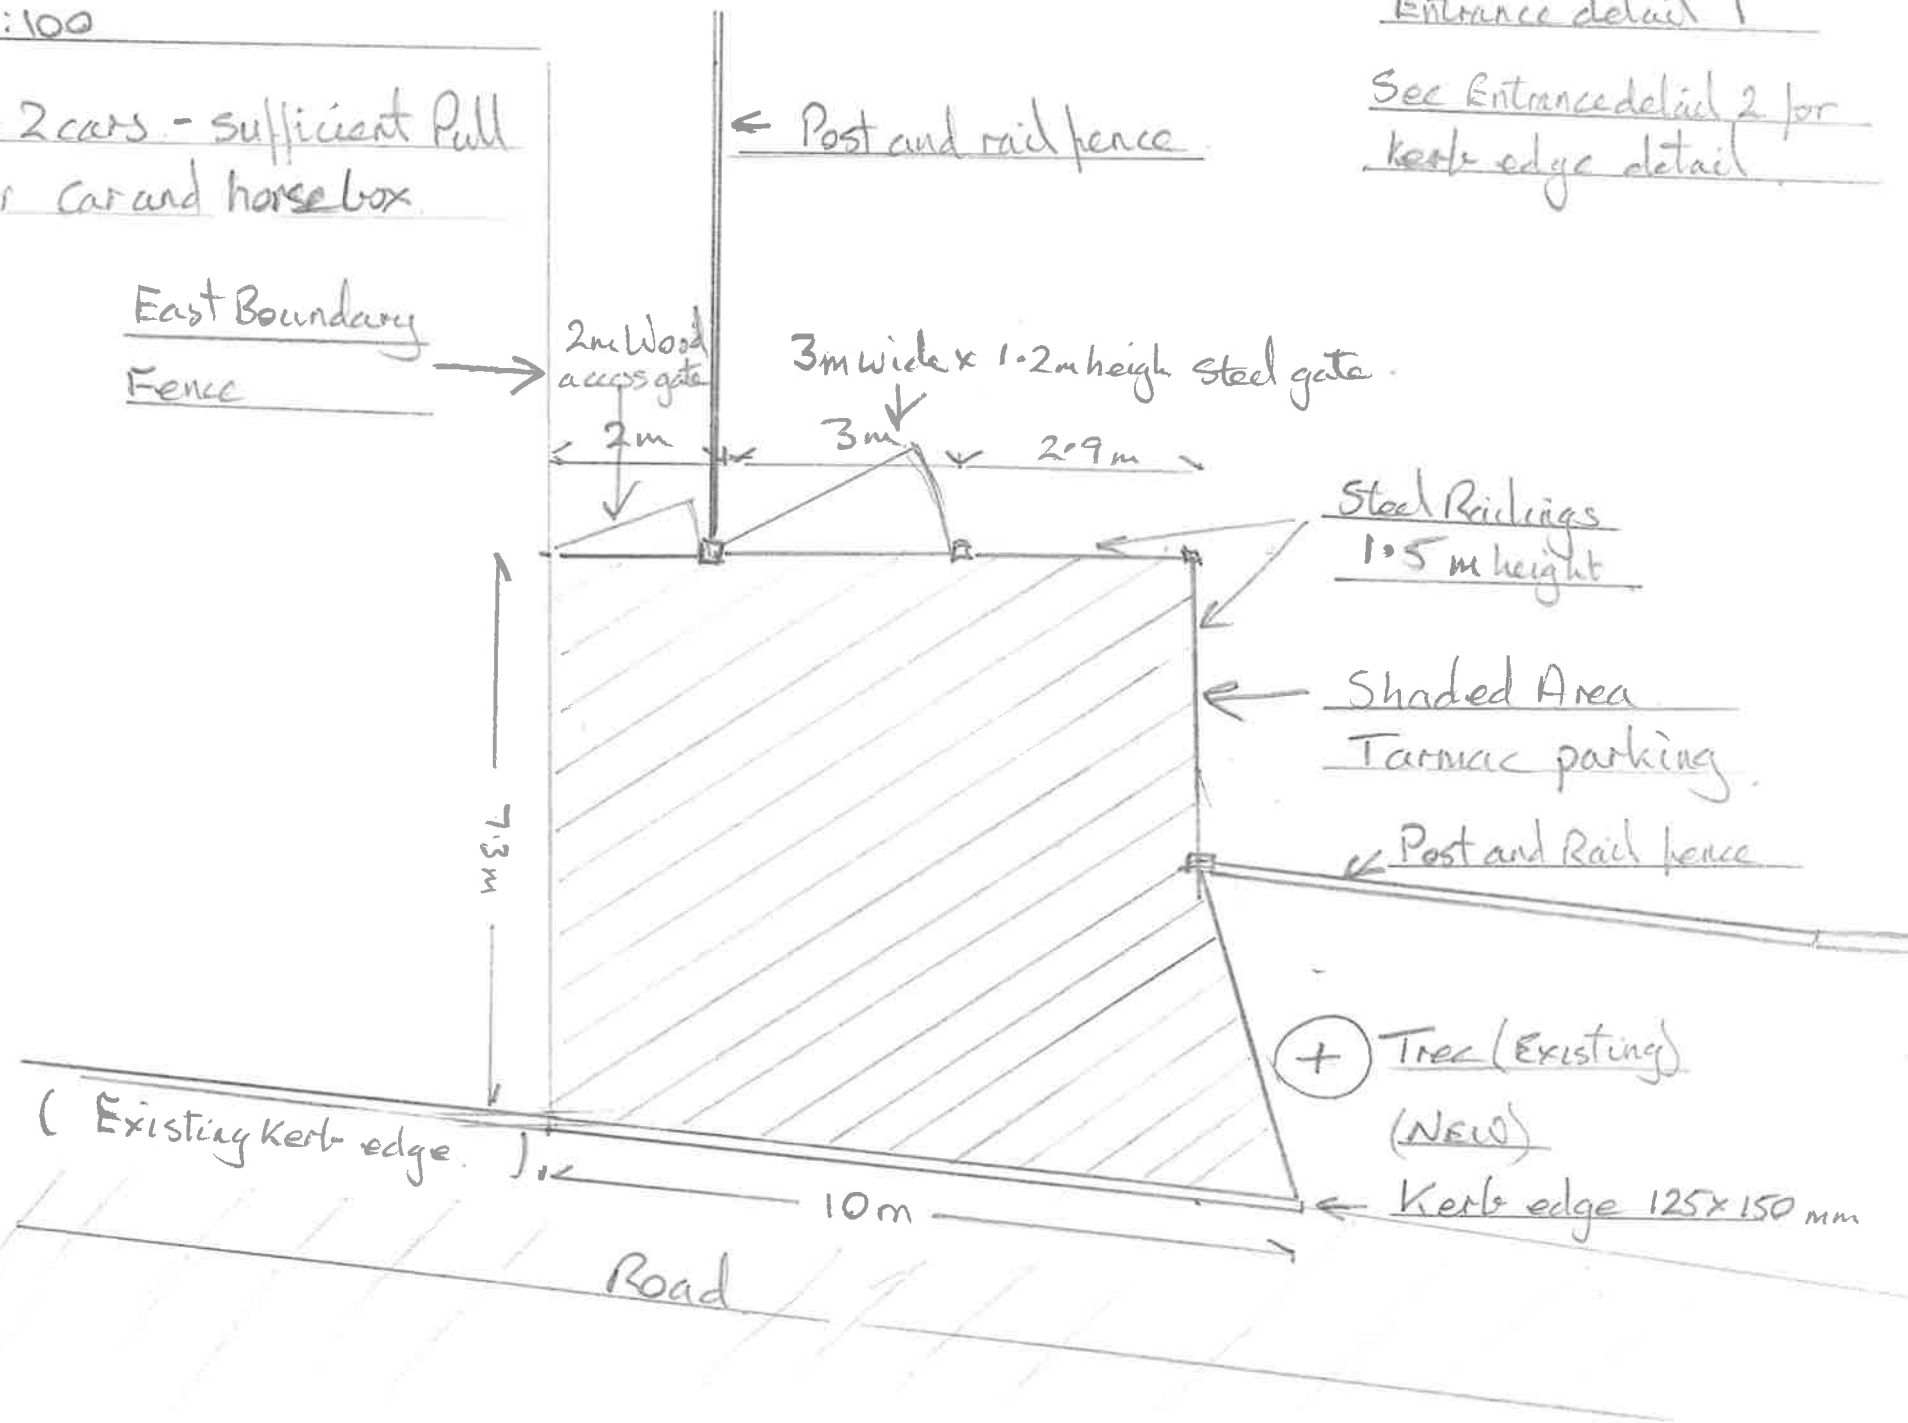 :100
2 cars - sufficient Pull
r car and horsebox
Entrance detail 1
See Entrance detail 2 for
kerb edge detail
Post and rail fence
East Boundary
Fence
2m Wood
access gate
3m wide x 1.2m heigh steel gate.
2m
3m
2.9m
Steel Railings
1.5 m height
Shaded Area
Tarmac parking
7.3m
Post and Rail fence
Tree (Existing)
(NEW)
Kerb edge 125x150 mm
( Existing Kerb edge. )
10m
Road